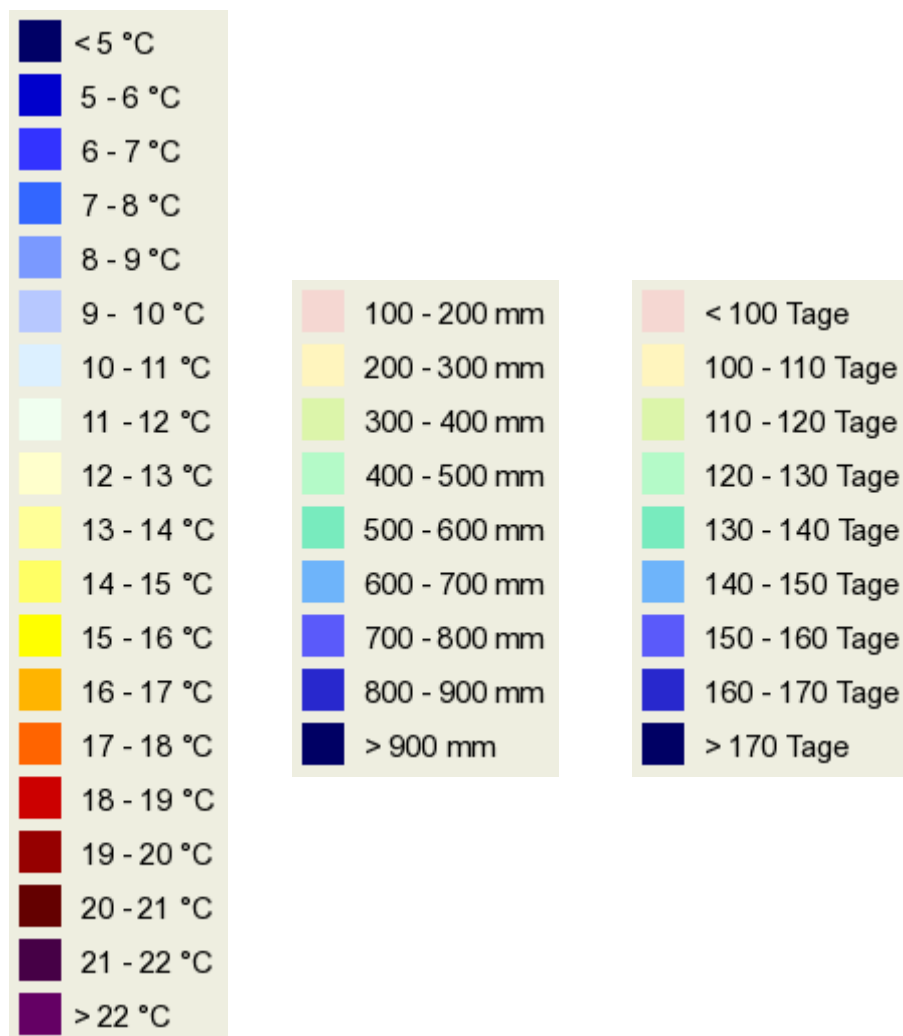 < 5 °C
5 - 6 °C
6 - 7 °C
7 - 8 °C
8 - 9 °C
9 - 10 °C
10 - 11 °C
11 - 12 °C
12 - 13 °C
13 - 14 °C
14 - 15 °C
15 - 16 °C
16 - 17 °C
17 - 18 °C
18 - 19 °C
19 - 20 °C
20 - 21 °C
21 - 22 °C
> 22 °C
100 - 200 mm
200 - 300 mm
300 - 400 mm
400 - 500 mm
500 - 600 mm
600 - 700 mm
700 - 800 mm
800 - 900 mm
> 900 mm
< 100 Tage
100 - 110 Tage
110 - 120 Tage
120 - 130 Tage
130 - 140 Tage
140 - 150 Tage
150 - 160 Tage
160 - 170 Tage
> 170 Tage